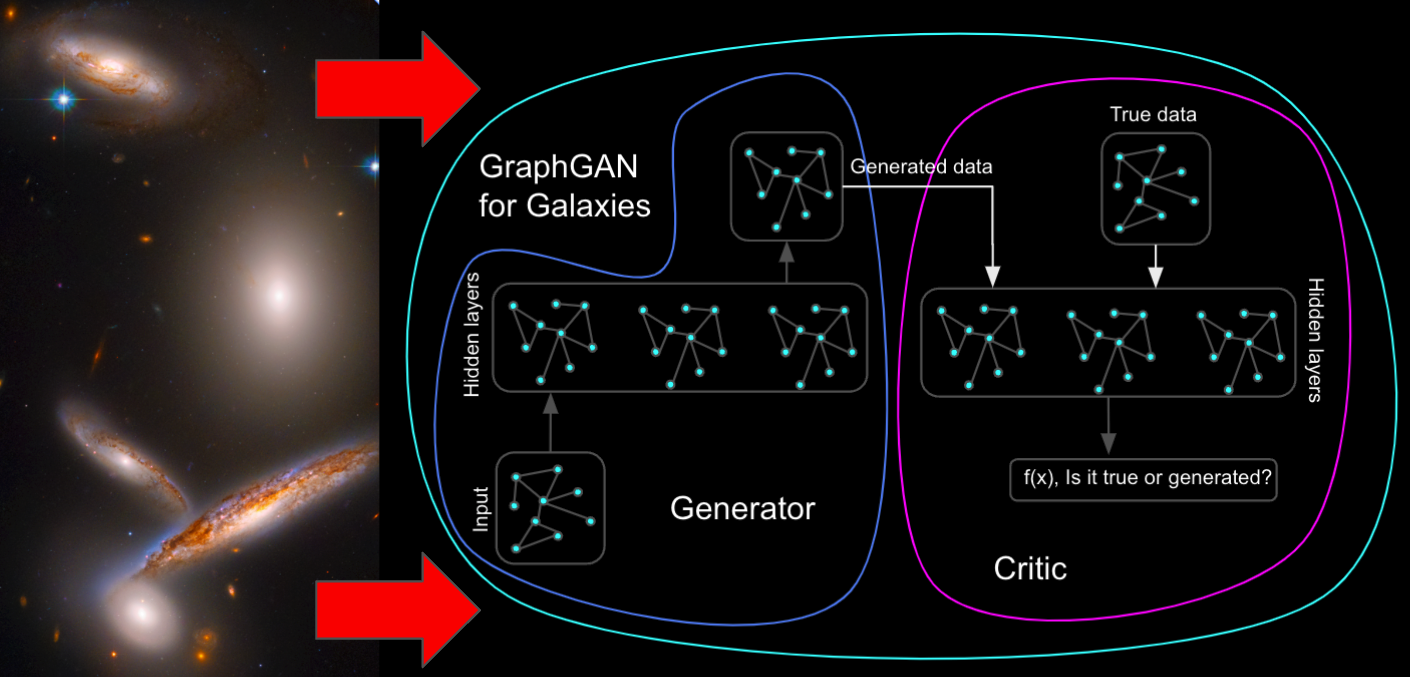 GraphGAN
for Galaxies
Generated data
True data
Hidden layers
Hidden layers
Input
Generator
f(x), Is it true or generated?
Critic